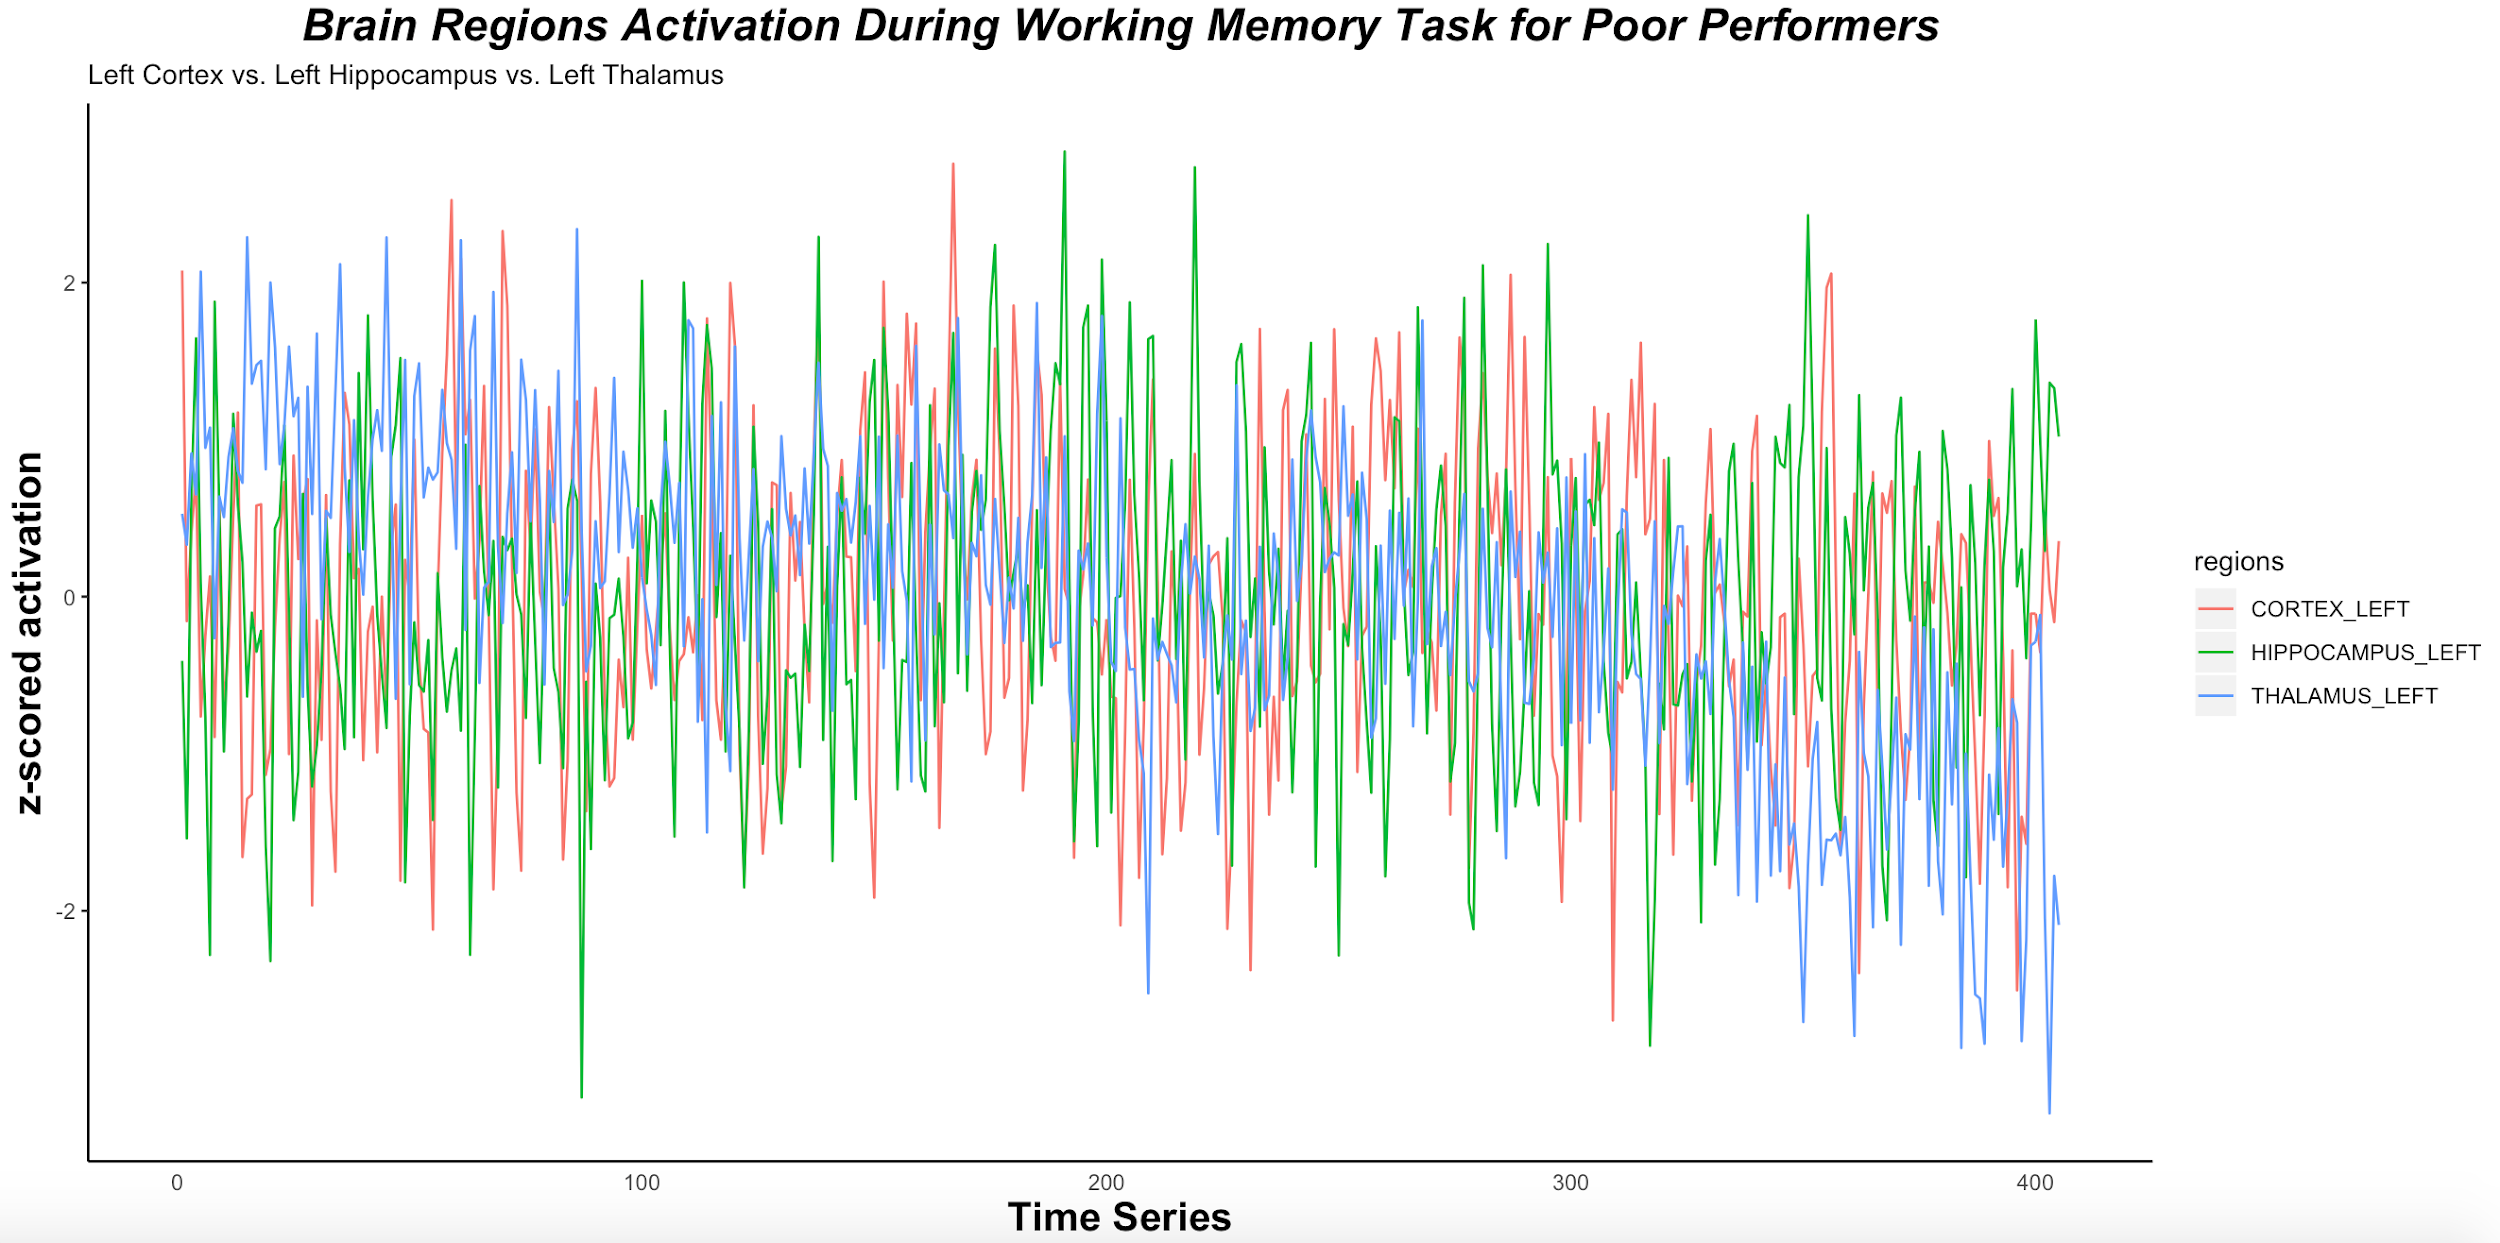 Brain Regions Activation During Working Memory Task for Poor Performers
Left Cortex vs. Left Hippocampus vs. Left Thalamus
z-scored activation
2
0
-2
0
100
200
300
400
Time Series
regions
CORTEX_LEFT
HIPPOCAMPUS_LEFT
THALAMUS_LEFT